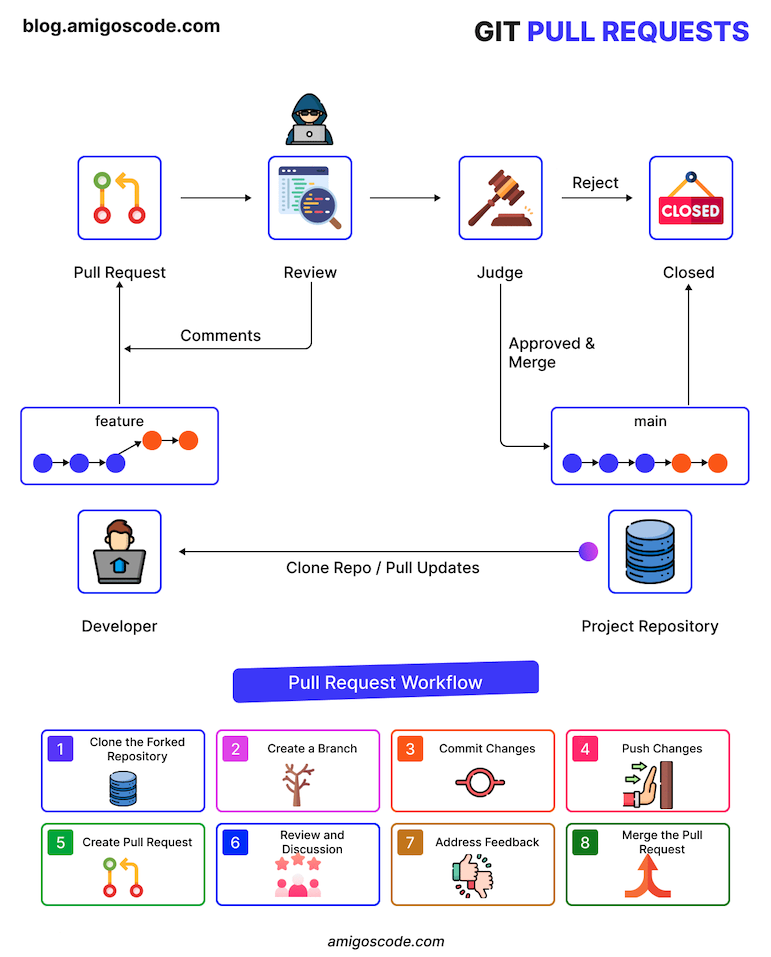 blog.amigoscode.com
GIT PULL REQUESTS
Reject
CLOSED
Pull Request
Review
Judge
Closed
Comments
Approved &
Merge
feature
main
Clone Repo / Pull Updates
Developer
Project Repository
Pull Request Workflow
1
Clone the Forked
Repository
2
Create a Branch
3
Commit Changes
4
Push Changes
5
Create Pull Request
6
Review and
Discussion
7
Address Feedback
8
Merge the Pull
Request
amigoscode.com